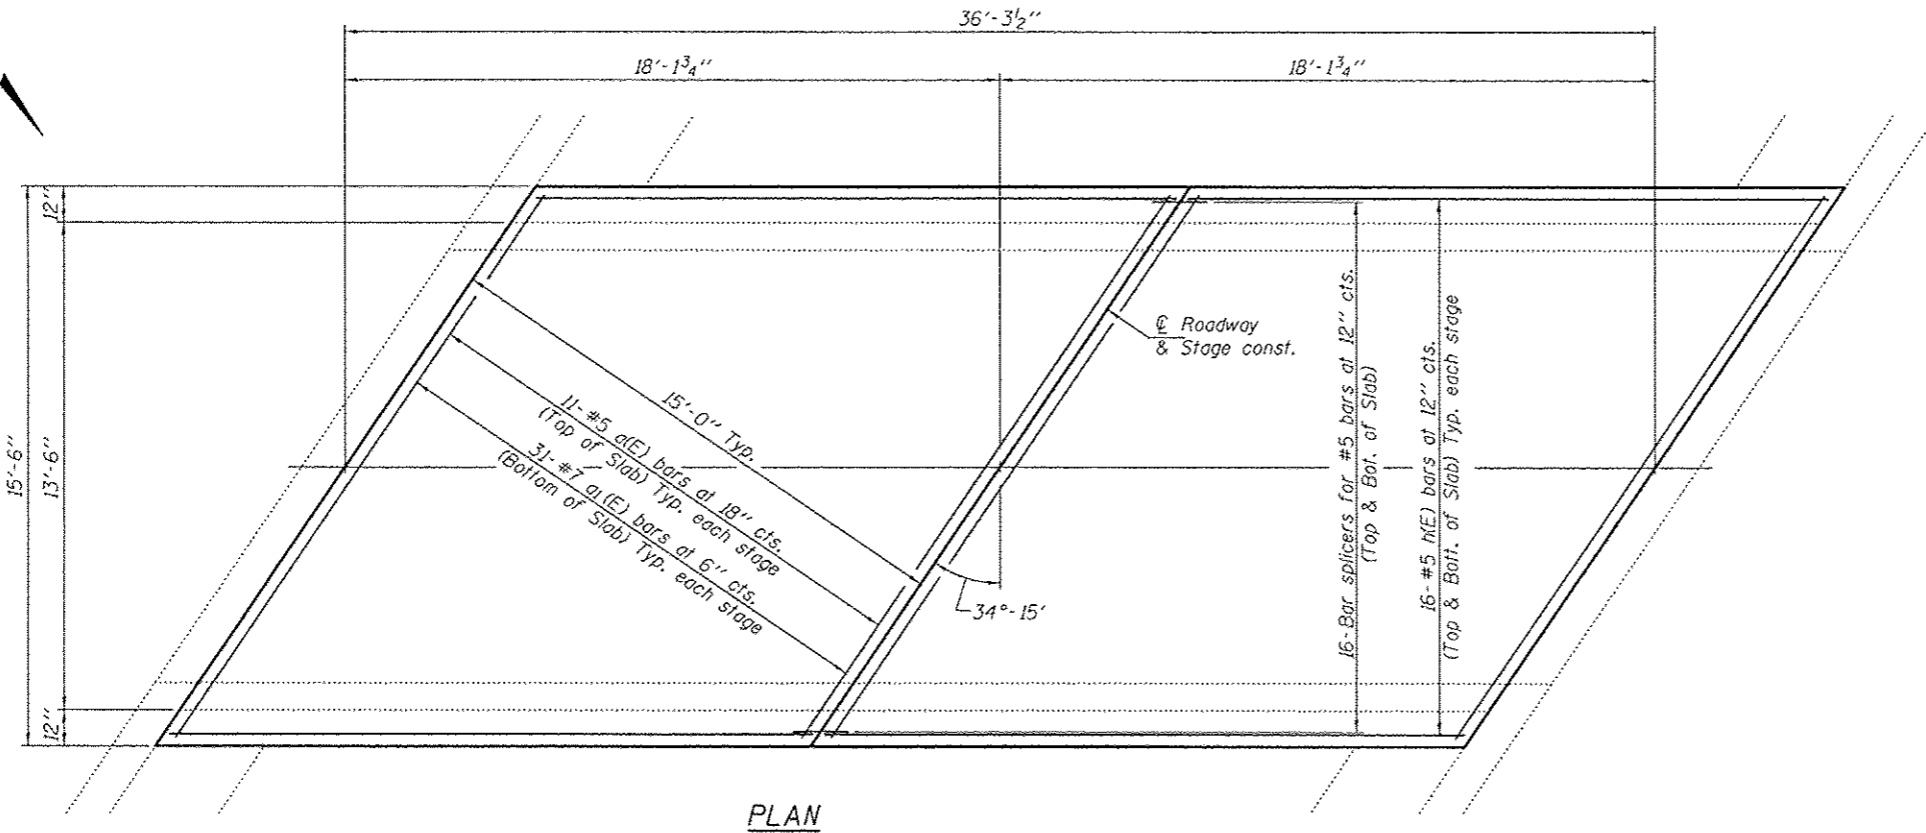 36'-3½"
18'-1¾"
18'-1¾"
12"
15'-6"
13'-6"
12"
15'-0" Typ.
11-#5 a(E) bars at 18" cts.
(Top of Slab) Typ. each stage
31-#7 a1(E) bars at 6" cts.
(Bottom of Slab) Typ. each stage
℄ Roadway
& Stage const.
34°-15'
16-Bar splicers for #5 bars at 12" cts.
(Top & Bot. of Slab)
16-#5 h(E) bars at 12" cts.
(Top & Bott. of Slab) Typ. each stage
PLAN